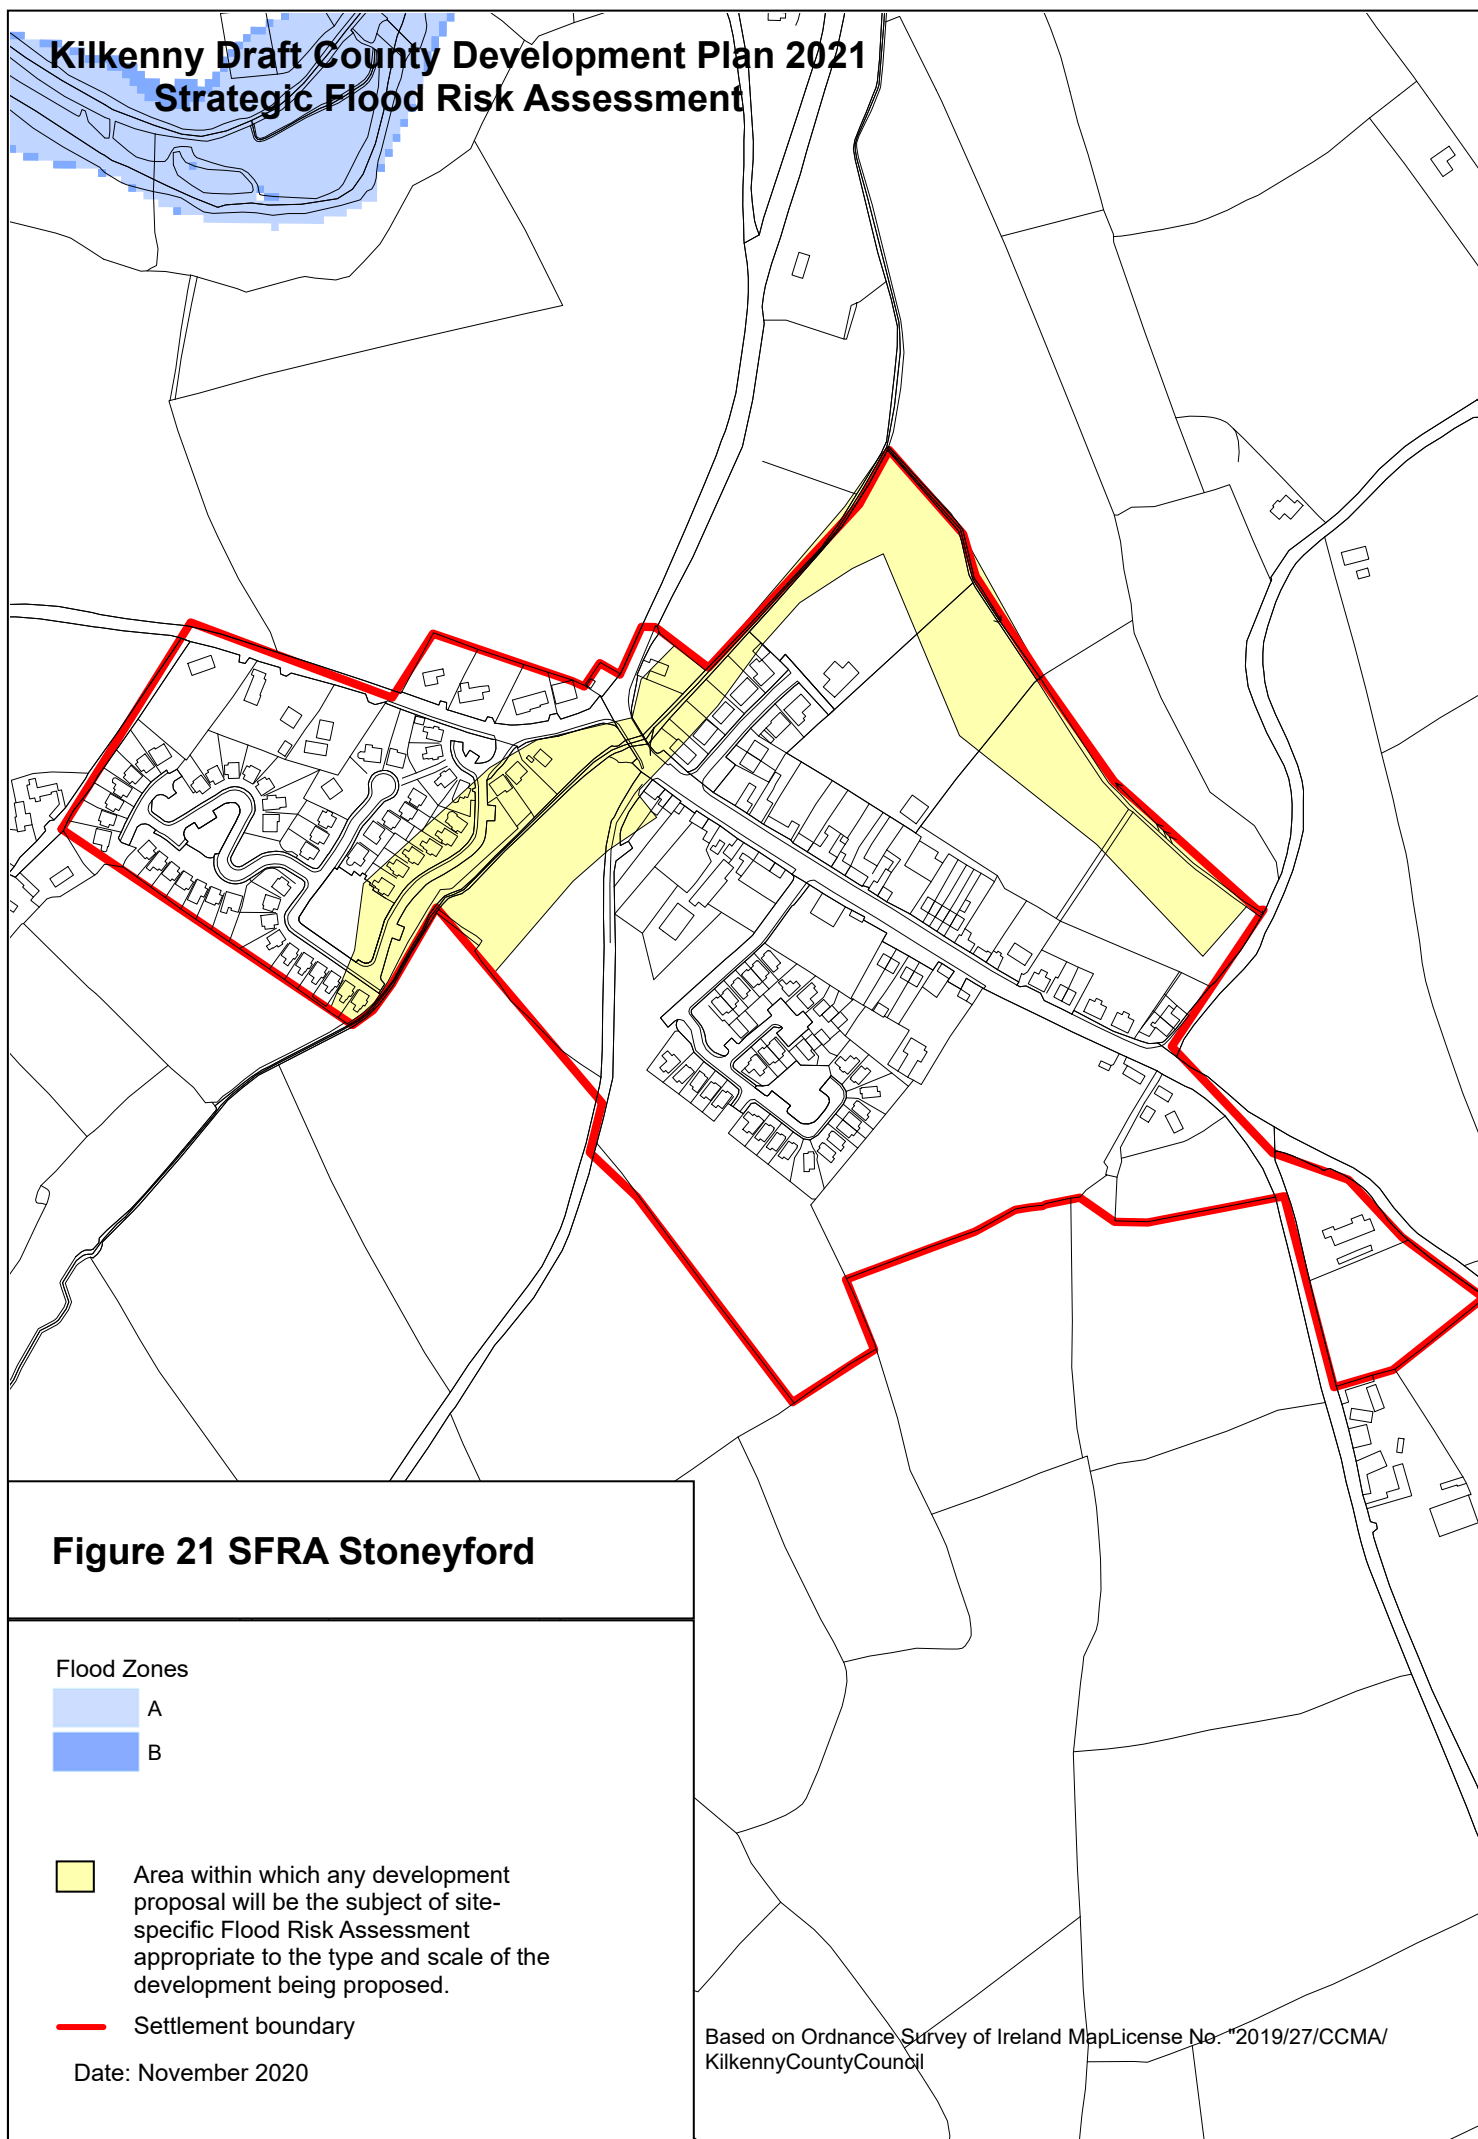 Kilkenny Draft County Development Plan 2021
Strategic Flood Risk Assessment
Figure 21 SFRA Stoneyford
Flood Zones
A
B
Area within which any development
proposal will be the subject of site-
specific Flood Risk Assessment
appropriate to the type and scale of the
development being proposed.
Settlement boundary
Date: November 2020
Based on Ordnance Survey of Ireland MapLicense No. "2019/27/CCMA/
KilkennyCountyCouncil